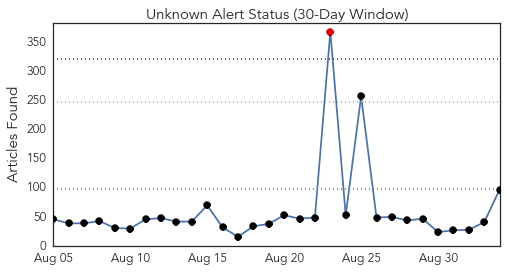 Unknown Alert Status (30-Day Window)
Articles Found
350
300
250
200
150
100
50
0
Aug 05
Aug 10
Aug 15
Aug 20
Aug 25
Aug 30